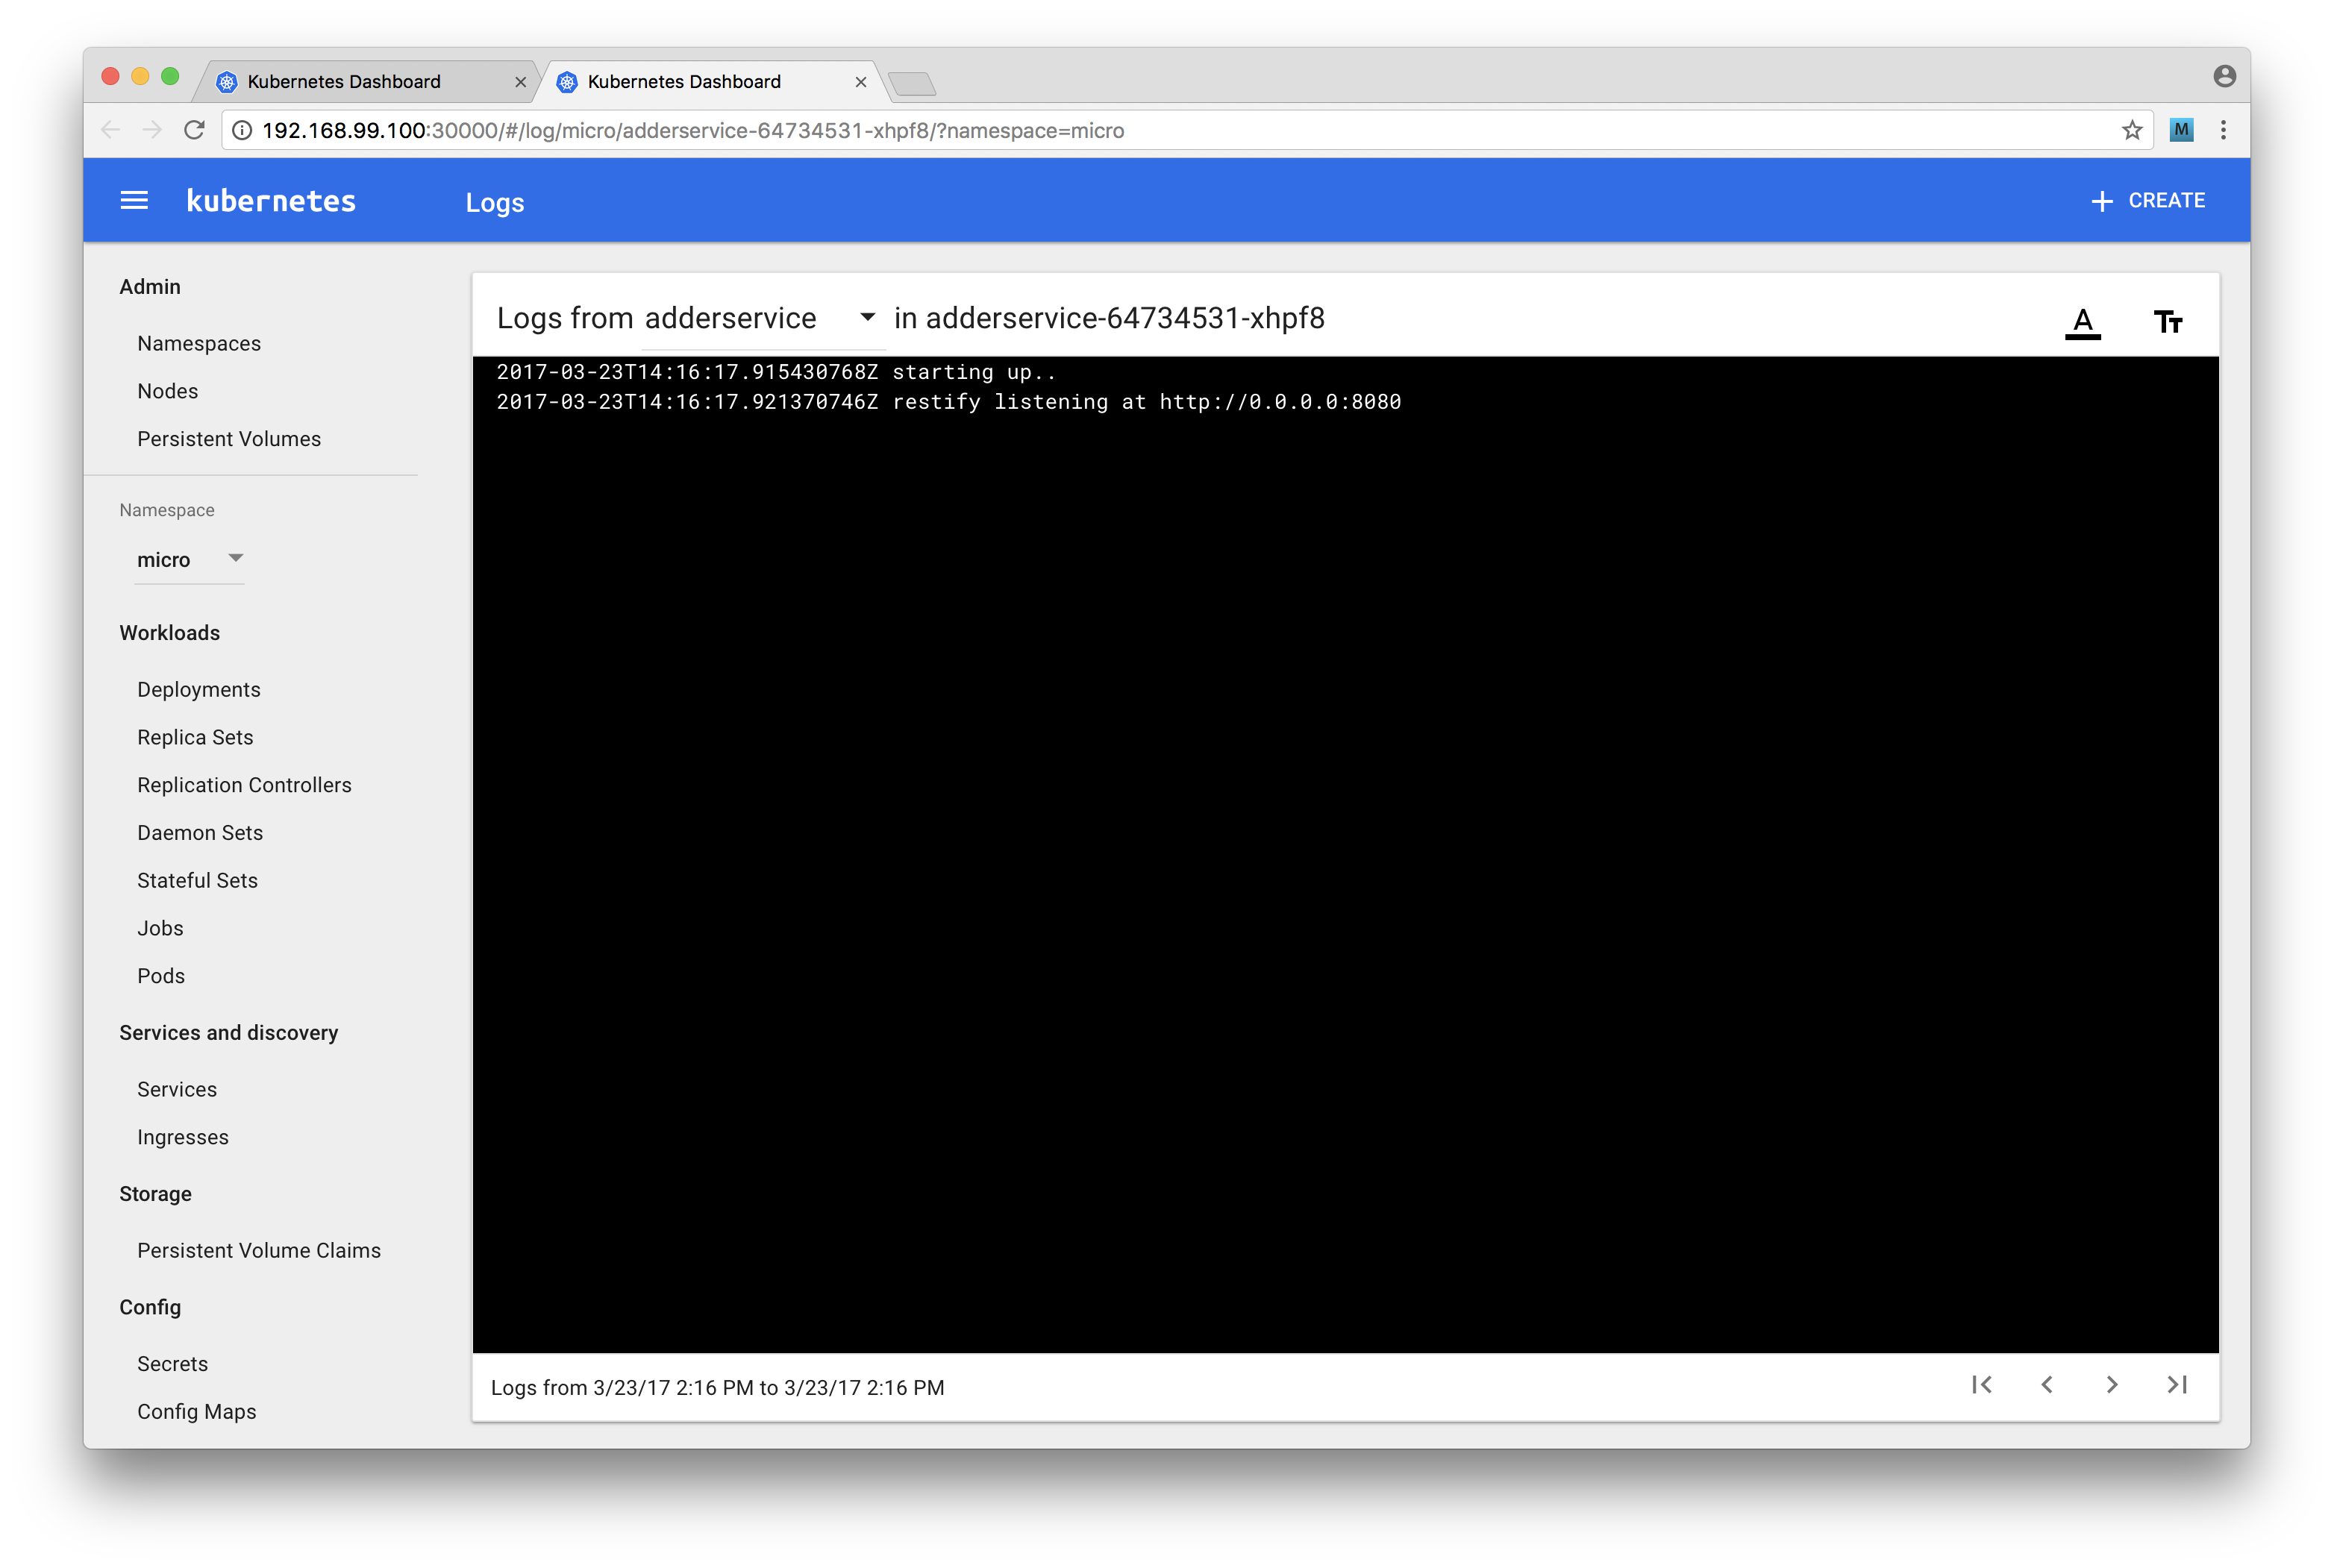 Kubernetes Dashboard
Kubernetes Dashboard
192.168.99.100:30000/#/log/micro/adderservice-64734531-xhpf8/?namespace=micro
M
kubernetes
Logs
CREATE
Admin
Namespaces
Nodes
Persistent Volumes
Namespace
micro
Workloads
Deployments
Replica Sets
Replication Controllers
Daemon Sets
Stateful Sets
Jobs
Pods
Services and discovery
Services
Ingresses
Storage
Persistent Volume Claims
Config
Secrets
Config Maps
Logs from adderservice in adderservice-64734531-xhpf8
2017-03-23T14:16:17.915430768Z starting up..
2017-03-23T14:16:17.921370746Z restify listening at http://0.0.0.0:8080
Logs from 3/23/17 2:16 PM to 3/23/17 2:16 PM